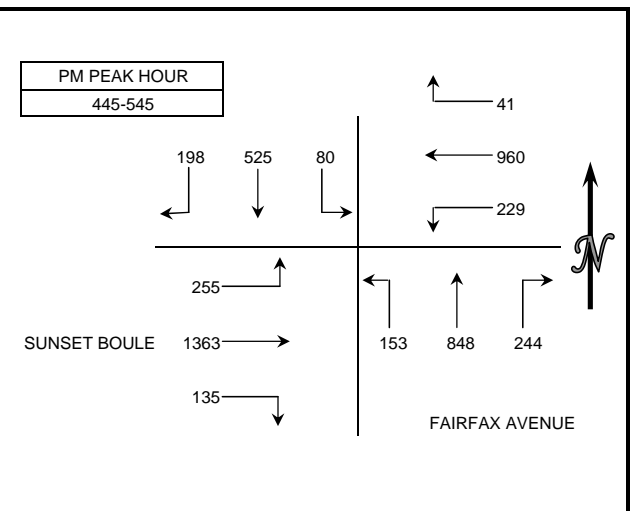 PM PEAK HOUR
445-545
41
198 525 80
960
229
N
255
SUNSET BOULE 1363
153 848 244
135
FAIRFAX AVENUE